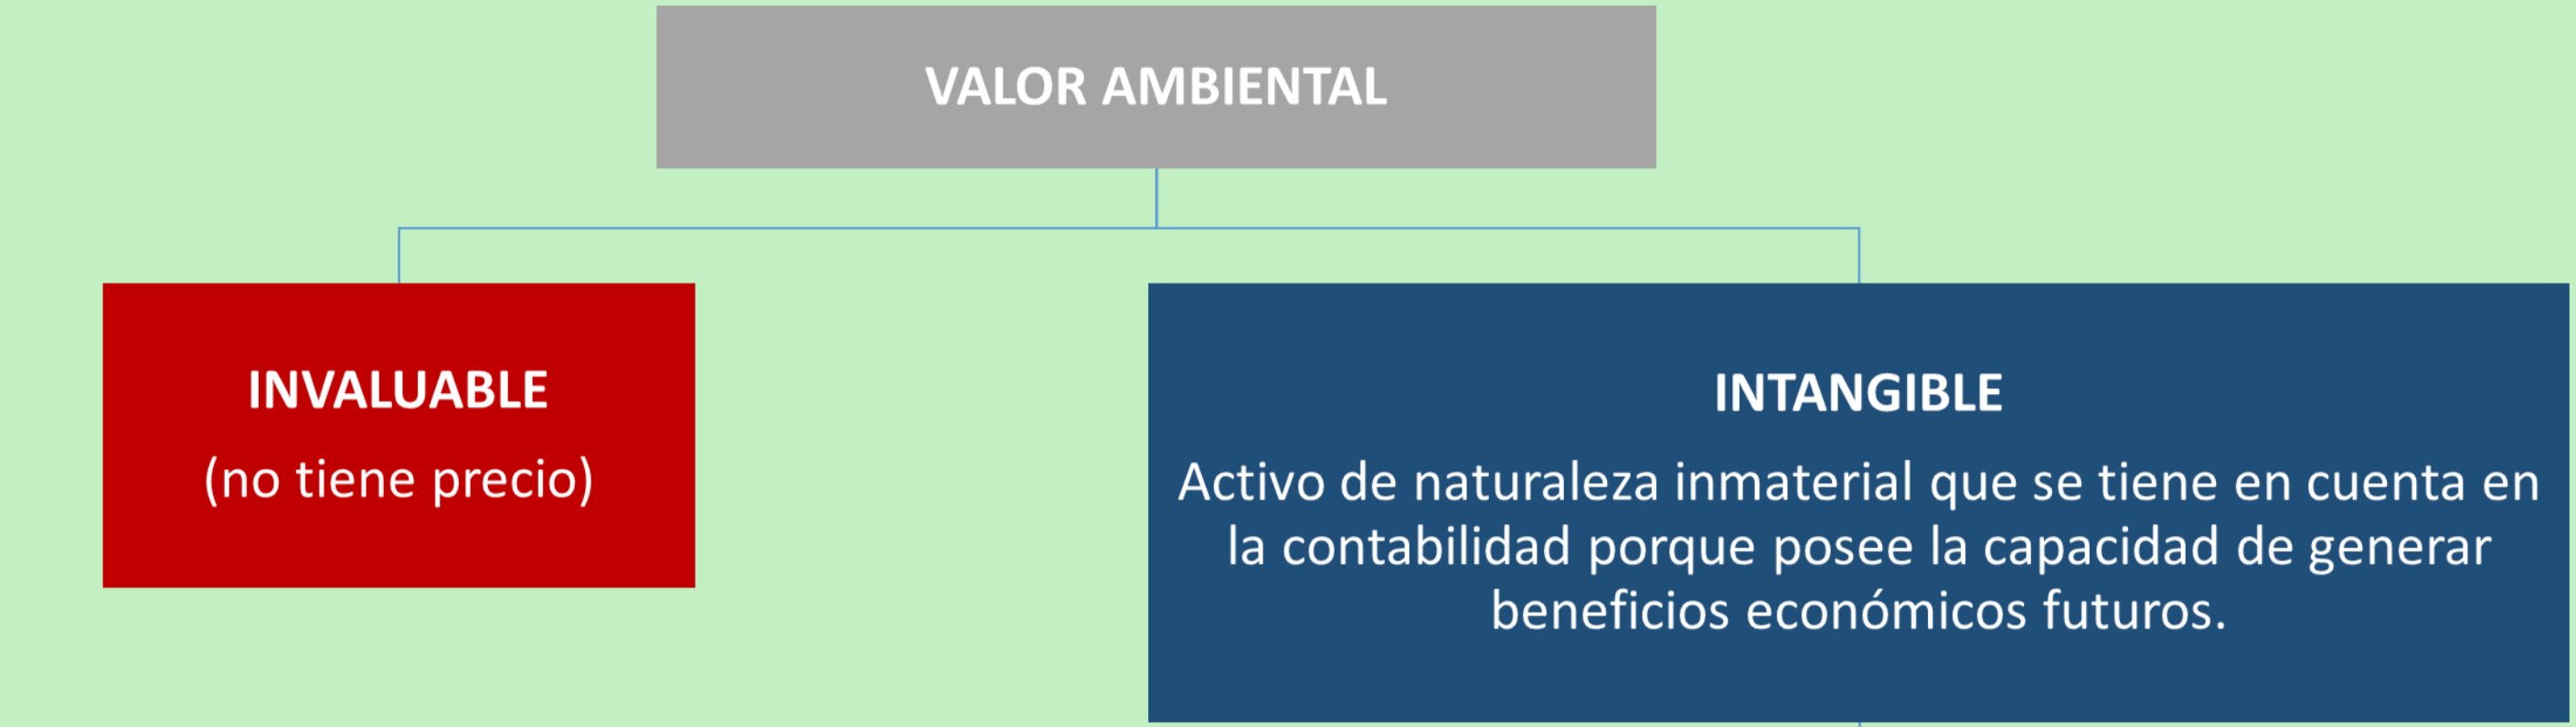 VALOR AMBIENTAL
INVALUABLE
(no tiene precio)
INTANGIBLE
Activo de naturaleza inmaterial que se tiene en cuenta en
la contabilidad porque posee la capacidad de generar
beneficios económicos futuros.